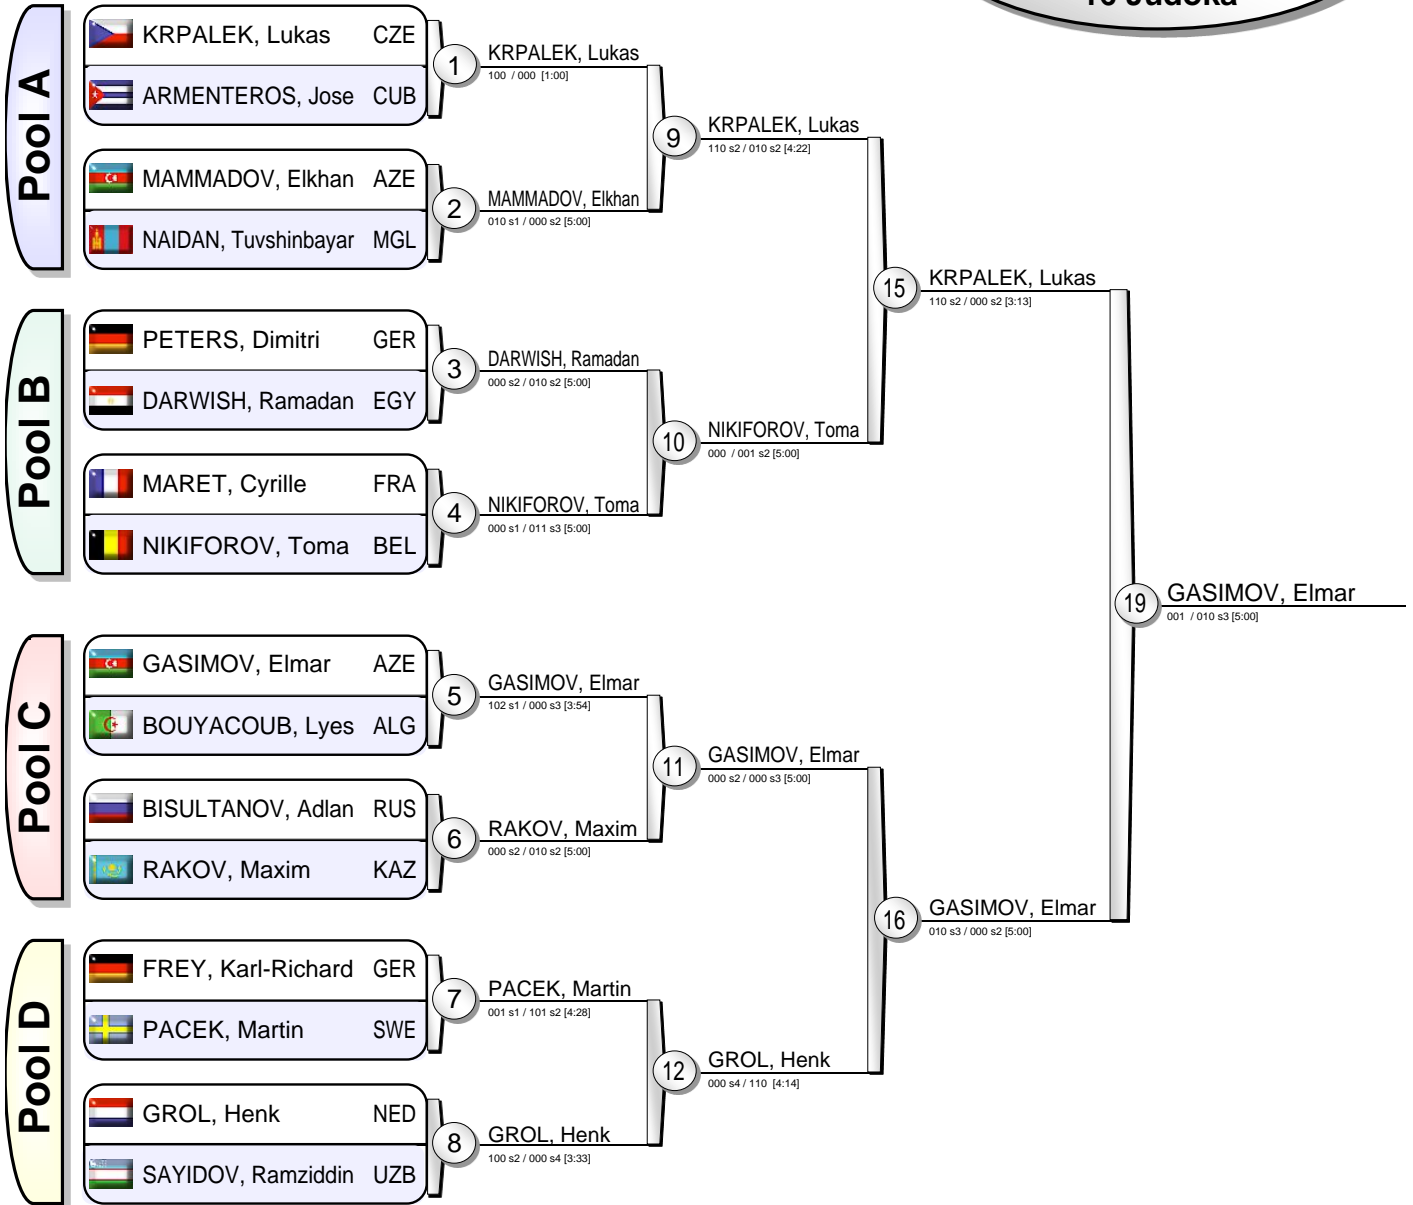 16 Judoka
Pool A
KRPALEK, Lukas CZE
ARMENTEROS, Jose CUB
1
KRPALEK, Lukas
100 / 000 [1:00]
MAMMADOV, Elkhan AZE
NAIDAN, Tuvshinbayar MGL
2
MAMMADOV, Elkhan
010 s1 / 000 s2 [5:00]
9
KRPALEK, Lukas
110 s2 / 010 s2 [4:22]
Pool B
PETERS, Dimitri GER
DARWISH, Ramadan EGY
3
DARWISH, Ramadan
000 s2 / 010 s2 [5:00]
MARET, Cyrille FRA
NIKIFOROV, Toma BEL
4
NIKIFOROV, Toma
000 s1 / 011 s3 [5:00]
10
NIKIFOROV, Toma
000 / 001 s2 [5:00]
15
KRPALEK, Lukas
110 s2 / 000 s2 [3:13]
Pool C
GASIMOV, Elmar AZE
BOUYACOUB, Lyes ALG
5
GASIMOV, Elmar
102 s1 / 000 s3 [3:54]
BISULTANOV, Adlan RUS
RAKOV, Maxim KAZ
6
RAKOV, Maxim
000 s2 / 010 s2 [5:00]
11
GASIMOV, Elmar
000 s2 / 000 s3 [5:00]
Pool D
FREY, Karl-Richard GER
PACEK, Martin SWE
7
PACEK, Martin
001 s1 / 101 s2 [4:28]
GROL, Henk NED
SAYIDOV, Ramziddin UZB
8
GROL, Henk
100 s2 / 000 s4 [3:33]
12
GROL, Henk
000 s4 / 110 [4:14]
16
GASIMOV, Elmar
010 s3 / 000 s2 [5:00]
19
GASIMOV, Elmar
001 / 010 s3 [5:00]